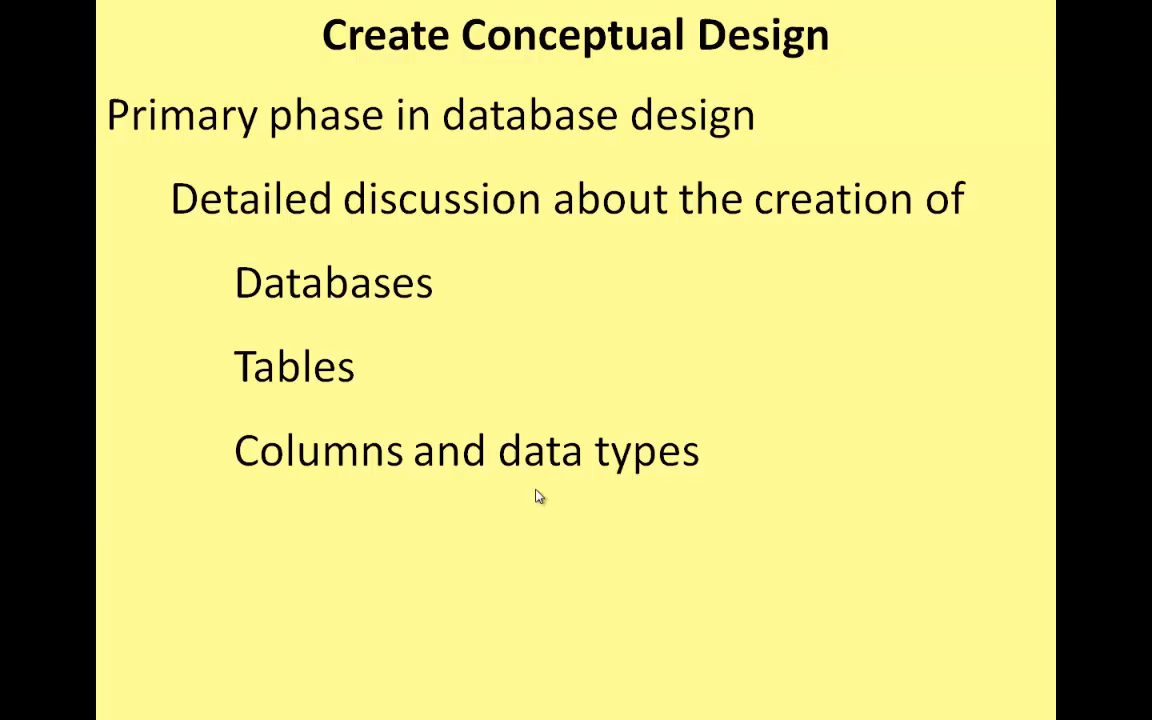 Create Conceptual Design
Primary phase in database design
Detailed discussion about the creation of
Databases
Tables
Columns and data types